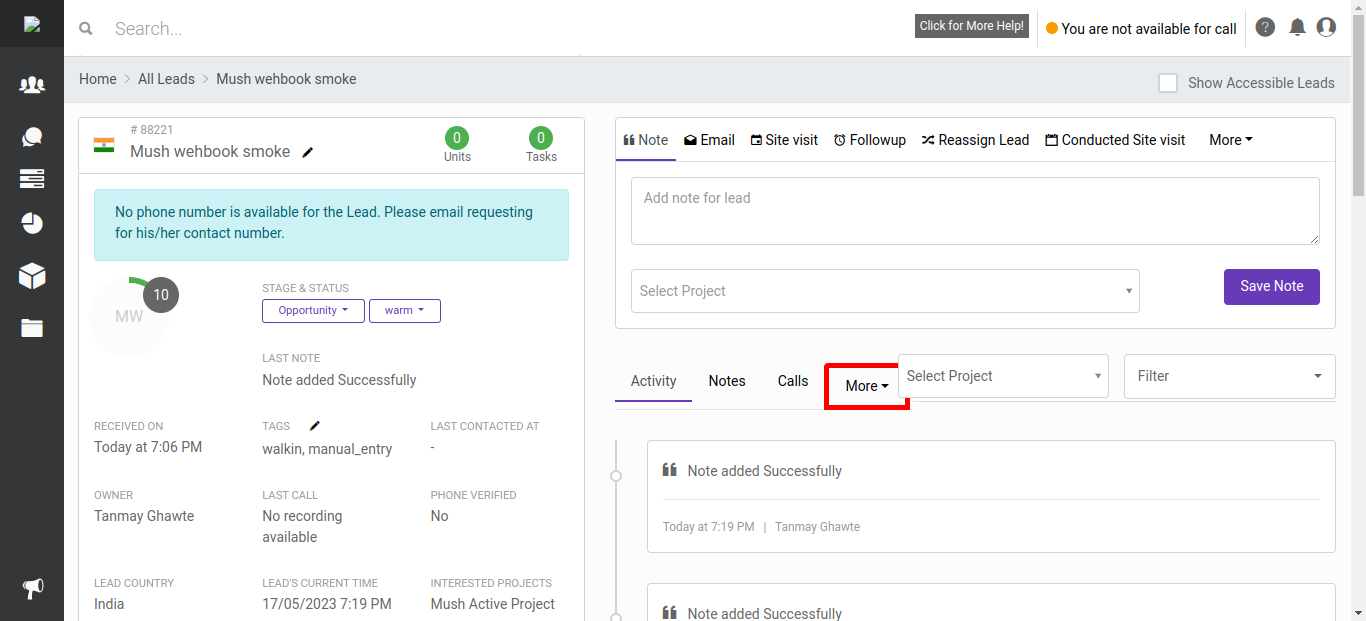 Search...
Click for More Help!
You are not available for call
?
Home > All Leads > Mush wehbook smoke
Show Accessible Leads
# 88221
Mush wehbook smoke
0
Units
0
Tasks
No phone number is available for the Lead. Please email requesting
for his/her contact number.
MW
10
STAGE & STATUS
Opportunity
warm
LAST NOTE
Note added Successfully
RECEIVED ON
Today at 7:06 PM
TAGS
walkin, manual_entry
LAST CONTACTED AT
-
OWNER
Tanmay Ghawte
LAST CALL
No recording
available
PHONE VERIFIED
No
LEAD COUNTRY
India
LEAD'S CURRENT TIME
17/05/2023 7:19 PM
INTERESTED PROJECTS
Mush Active Project
Note
Email
Site visit
Followup
Reassign Lead
Conducted Site visit
More
Add note for lead
Select Project
Save Note
Activity
Notes
Calls
More
Select Project
Filter
Note added Successfully
Today at 7:19 PM | Tanmay Ghawte
Note added Successfully